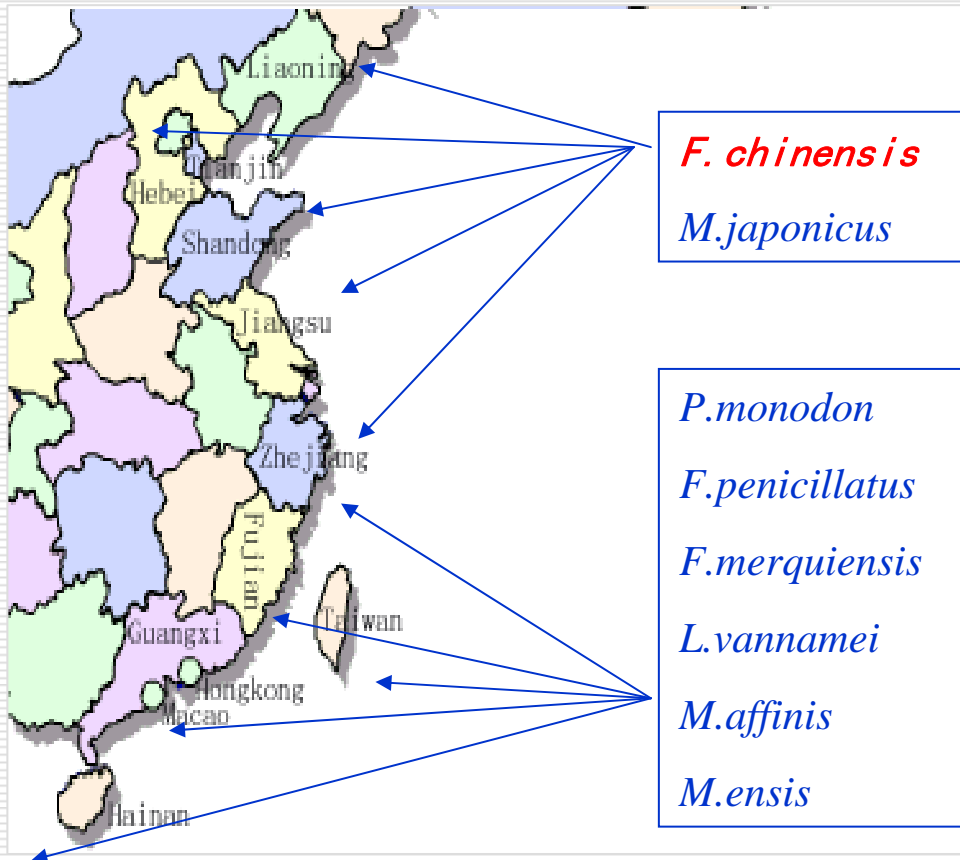 Liaoning
Tianjin
Hebei
Shandong
Jiangsu
Zhejiang
Fujian
Taiwan
Guangxi
Hongkong
Macao
Hainan
F. chinensis
M.japonicus
P.monodon
F.penicillatus
F.merquiensis
L.vannamei
M.affinis
M.ensis